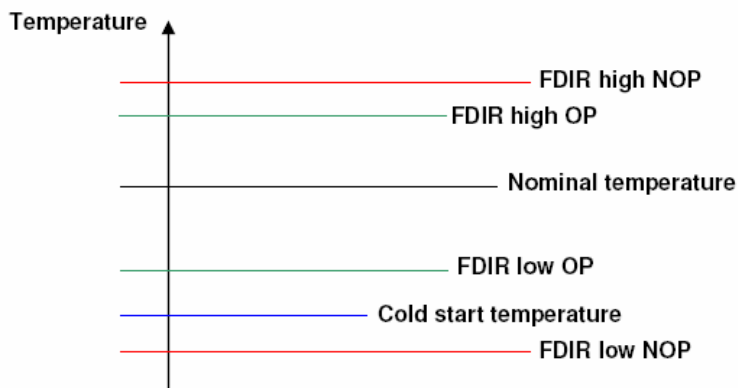 Temperature
FDIR high NOP
FDIR high OP
Nominal temperature
FDIR low OP
Cold start temperature
FDIR low NOP